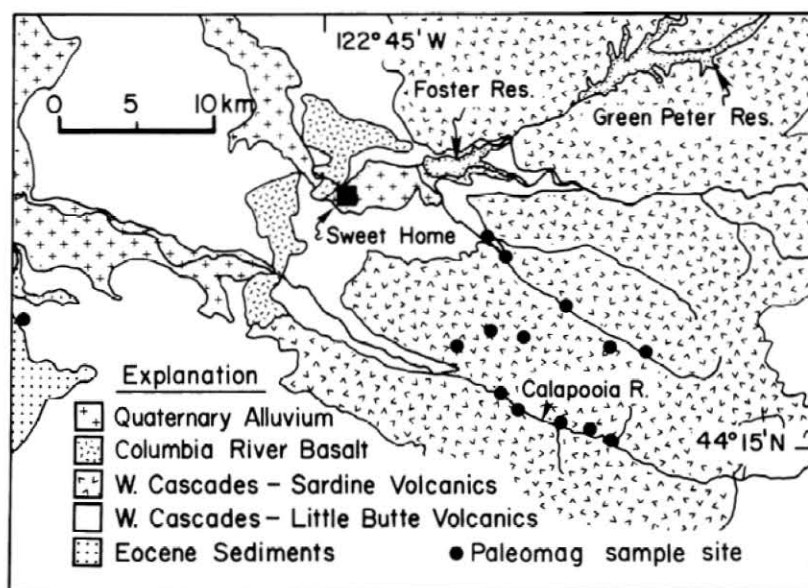 122°45' W
0 5 10 km
Foster Res.
Green Peter Res.
Sweet Home
Calapooia R.
44°15'N
Explanation
Quaternary Alluvium
Columbia River Basalt
W. Cascades - Sardine Volcanics
W. Cascades - Little Butte Volcanics
Eocene Sediments
Paleomag sample site